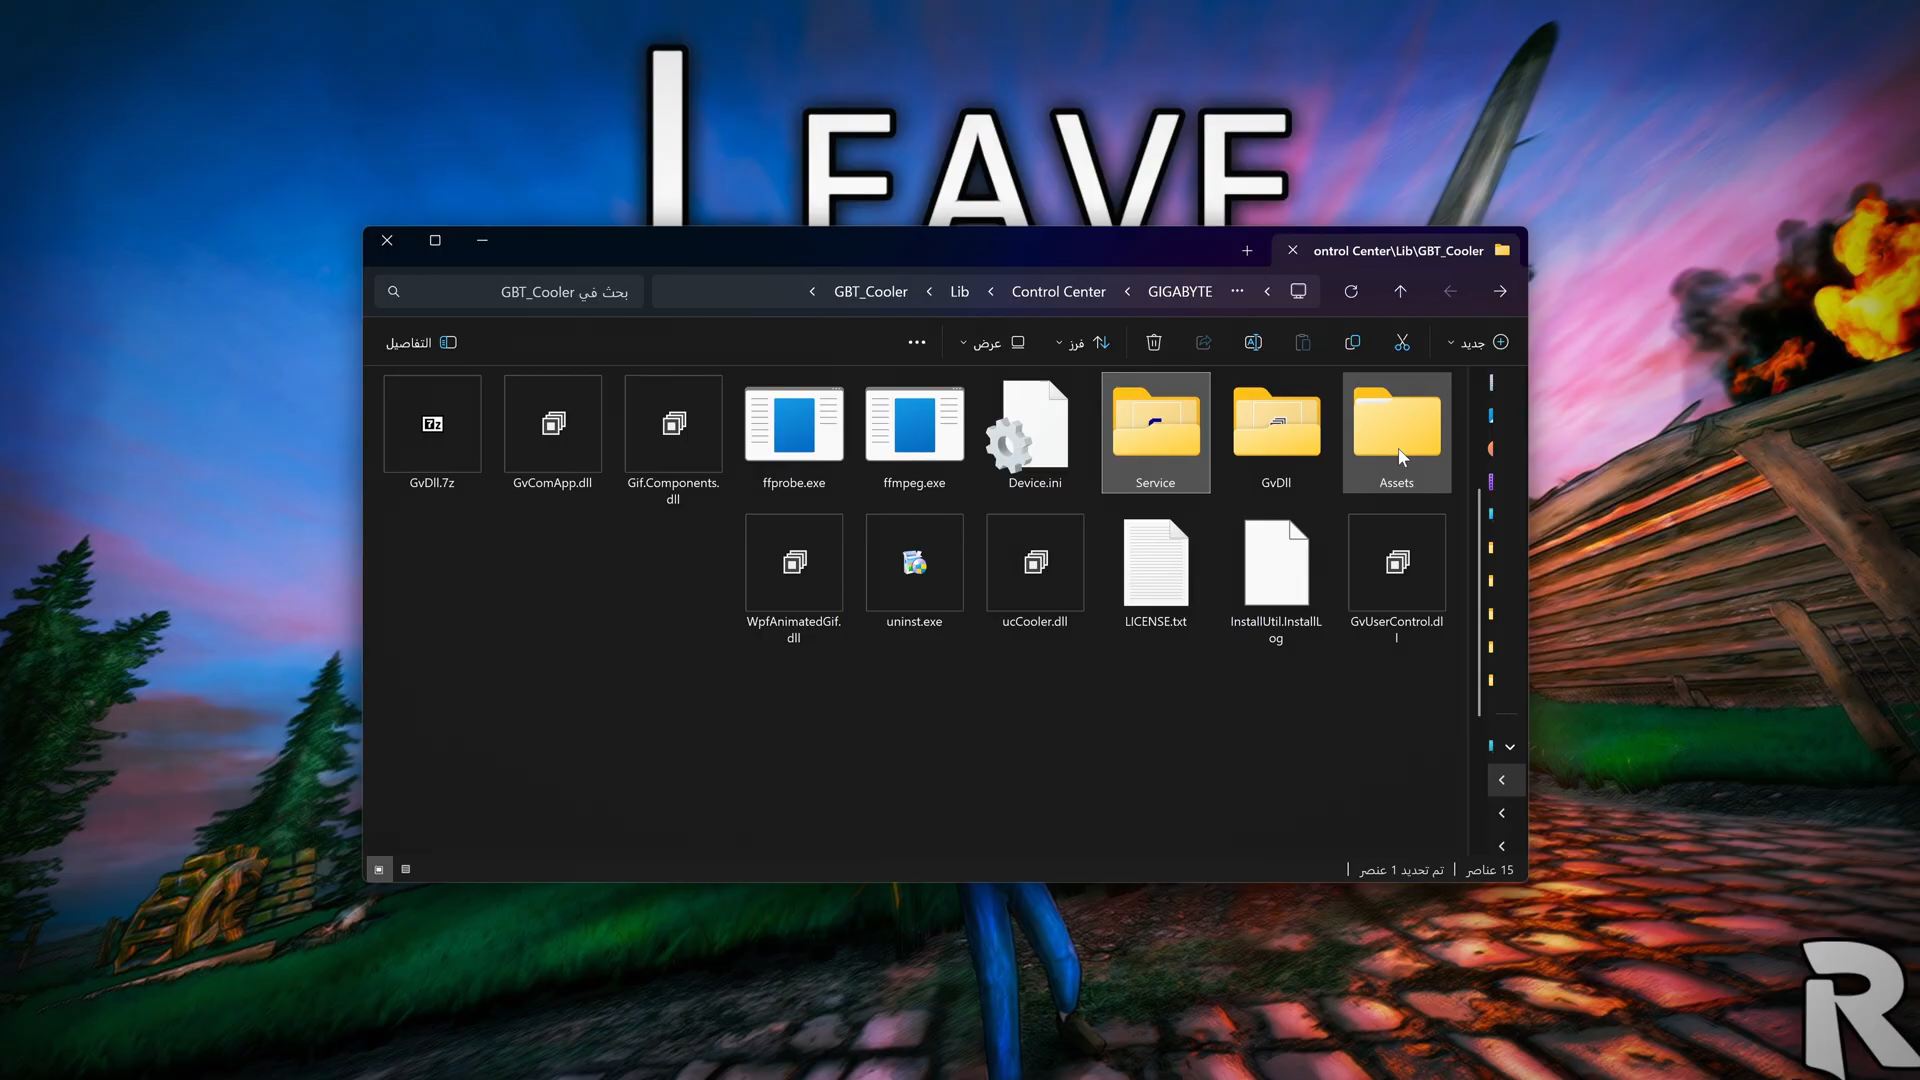 LEAVE
ontrol Center\Lib\GBT_Cooler
GIGABYTE
Control Center
Lib
GBT_Cooler
بحث في GBT_Cooler
جديد
فرز
عرض
التفاصيل
Assets
GvDll
Service
Device.ini
ffmpeg.exe
ffprobe.exe
Gif.Components.
dll
GvComApp.dll
7z
GvDll.7z
GvUserControl.dl
l
InstallUtil.InstallL
og
LICENSE.txt
ucCooler.dll
uninst.exe
WpfAnimatedGif.
dll
15 عناصر
تم تحديد 1 عنصر
R